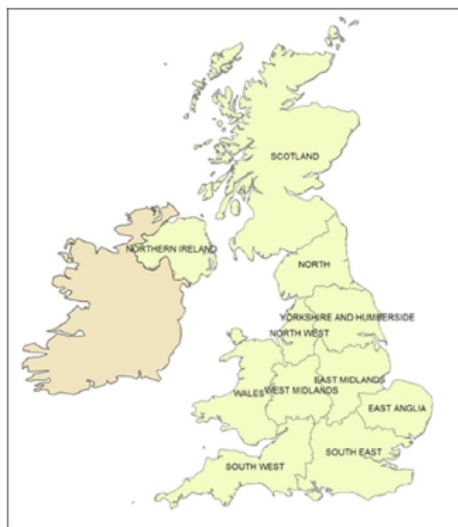 SCOTLAND
NORTHERN IRELAND
NORTH
YORKSHIRE AND HUMBERSIDE
NORTH WEST
EAST MIDLANDS
WALES
WEST MIDLANDS
EAST ANGLIA
SOUTH EAST
SOUTH WEST